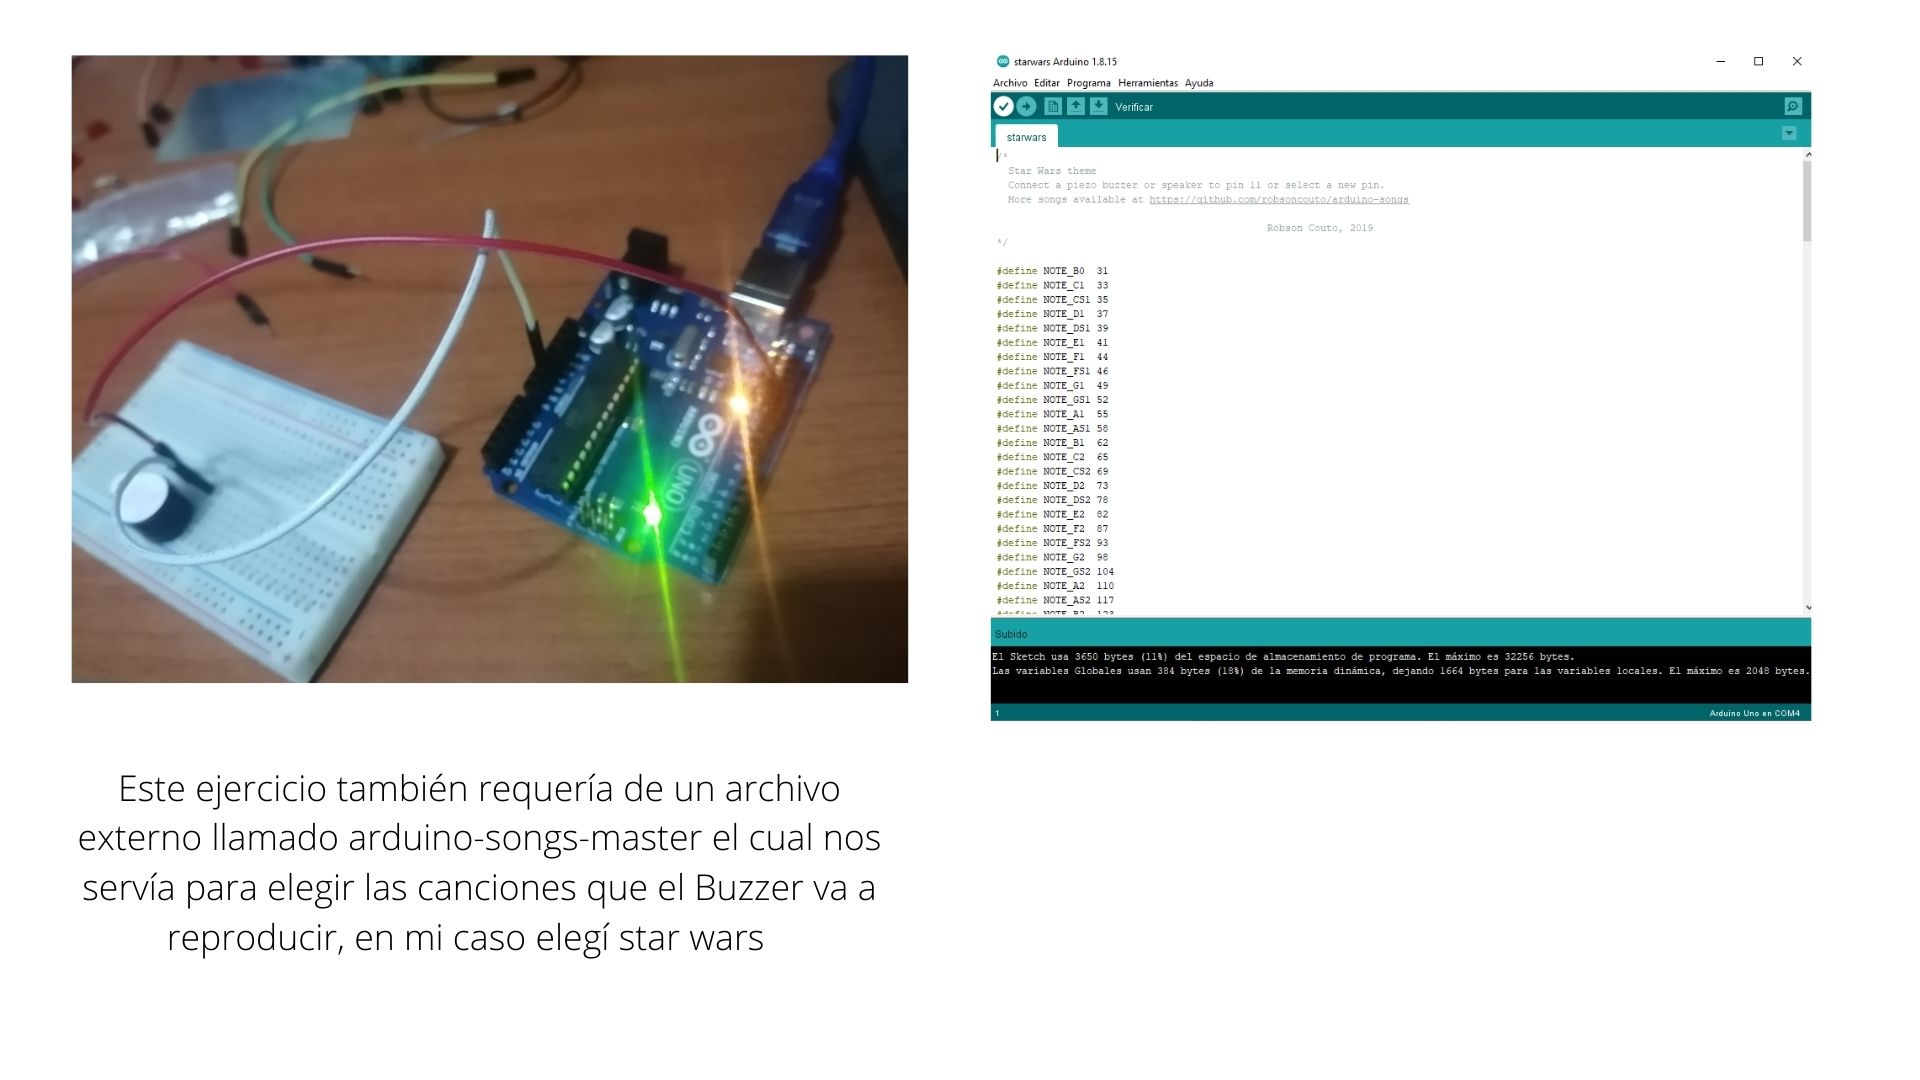 starwars Arduino 1.8.15
Archivo Editar Programa Herramientas Ayuda
Verificar
starwars
/*
Star Wars theme
Connect a piezo buzzer or speaker to pin 11 or select a new pin.
More songs available at https://github.com/robsoncouto/arduino-songs
Robson Couto, 2019
*/
#define NOTE_B0 31
#define NOTE_C1 33
#define NOTE_CS1 35
#define NOTE_D1 37
#define NOTE_DS1 39
#define NOTE_E1 41
#define NOTE_F1 44
#define NOTE_FS1 46
#define NOTE_G1 49
#define NOTE_GS1 52
#define NOTE_A1 55
#define NOTE_AS1 58
#define NOTE_B1 62
#define NOTE_C2 65
#define NOTE_CS2 69
#define NOTE_D2 73
#define NOTE_DS2 78
#define NOTE_E2 82
#define NOTE_F2 87
#define NOTE_FS2 93
#define NOTE_G2 98
#define NOTE_GS2 104
#define NOTE_A2 110
#define NOTE_AS2 117
#define NOTE_B2 123
Subido
El Sketch usa 3650 bytes (11%) del espacio de almacenamiento de programa. El máximo es 32256 bytes.
Las variables Globales usan 384 bytes (18%) de la memoria dinámica, dejando 1664 bytes para las variables locales. El máximo es 2048 bytes.
1
Arduino Uno en COM4
UNO
Este ejercicio también requería de un archivo
externo llamado arduino-songs-master el cual nos
servía para elegir las canciones que el Buzzer va a
reproducir, en mi caso elegí star wars